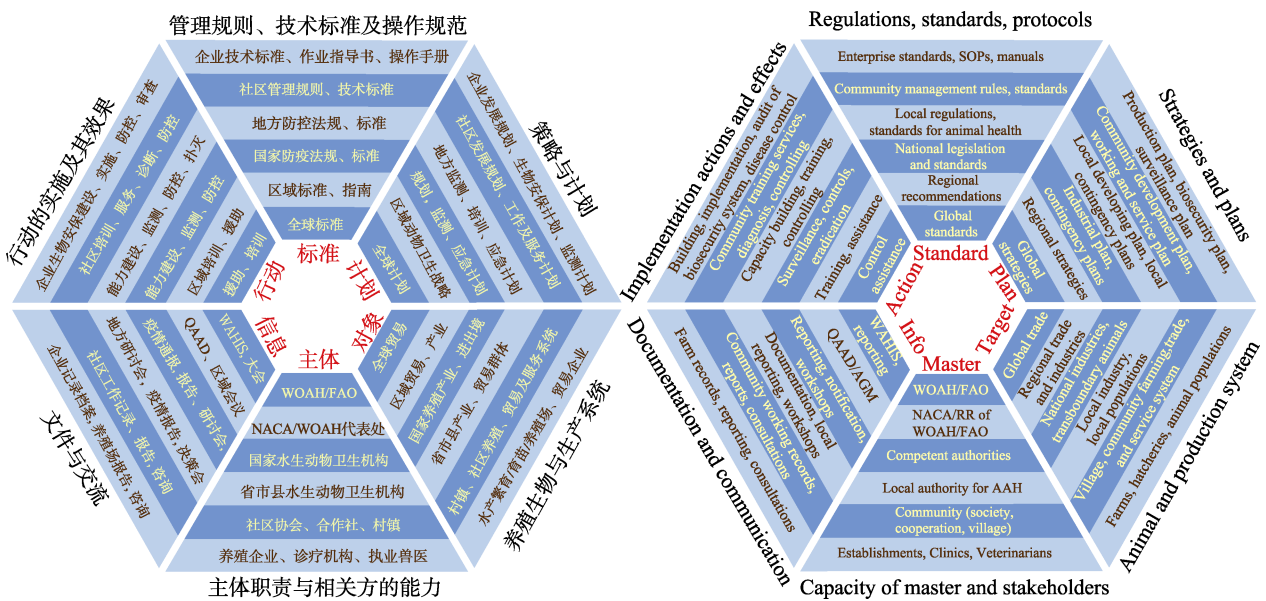 管理规则、技术标准及操作规范
企业技术标准、作业指导书、操作手册
社区管理规则、技术标准
地方防控法规、标准
国家防疫法规、标准
区域标准、指南
全球标准
标准
策略与计划
企业发展规划、生物安保计划、监测计划
社区发展规划、工作及服务计划
地方监测、培训、应急计划
规划，监测、应急计划
区域动物卫生战略
全球计划
计划
养殖生物与生产系统
水产繁育/育苗/养殖场、贸易企业
村镇、社区养殖、贸易及服务系统
省市县产业、贸易群体
国家养殖产业、进出境
区域贸易、产业
全球贸易
对象
主体
WOAH/FAO
NACA/WOAH代表处
国家水生动物卫生机构
省市县水生动物卫生机构
社区协会、合作社、村镇
养殖企业、诊疗机构、执业兽医
主体职责与相关方的能力
文件与交流
企业记录档案，养殖场报告，咨询
社区工作记录、报告，咨询
地方研讨会，疫情报告，决策会
疫情通报，报告、研讨会，
QAAD、区域会议
WAHIS,大会
信息
行动的实施及其效果
企业生物安保建设、实施、防控、审查
社区培训、服务、诊断、防控
能力建设、监测、防控、扑灭
能力建设、监测、防控
区域培训、援助
援助、培训
行动
Regulations, standards, protocols
Enterprise standards, SOPs, manuals
Community management rules, standards
Local regulations,
standards for animal health
National legislation
and standards
Regional
recommendations
Global
standards
Standard
Strategies and plans
Production plan, biosecurity plan,
surveillance plan
Community development plan,
working and service plan
Local developing plan, local
contingency plans
Industrial plan,
contingency plans
Regional strategies
Global
strategies
Plan
Animal and production system
Farms, hatcheries, animal populations
Village, community farming,trade,
and service system
Local industry,
local populations
National industries,
transboundary animals
Regional trade
and industries
Global trade
Target
Master
WOAH/FAO
NACA/RR of
WOAH/FAO
Competent authorities
Local authority for AAH
Community (society,
cooperation, village)
Establishments, Clinics, Veterinarians
Capacity of master and stakeholders
Documentation and communication
Farm records, reporting, consultations
Community working records,
reports, consultations
Documentation, local
reporting, workshops
Reporting, notification,
workshops
QAAD/AGM
WAHIS,
reporting
Info
Implementation actions and effects
Building, implementation, audit of
biosecurity system, disease control
Community training services,
diagnosis, controlling
Capacity building, training,
controlling
Surveillance, controls,
eradication
Training, assistance
Control
assistance
Action